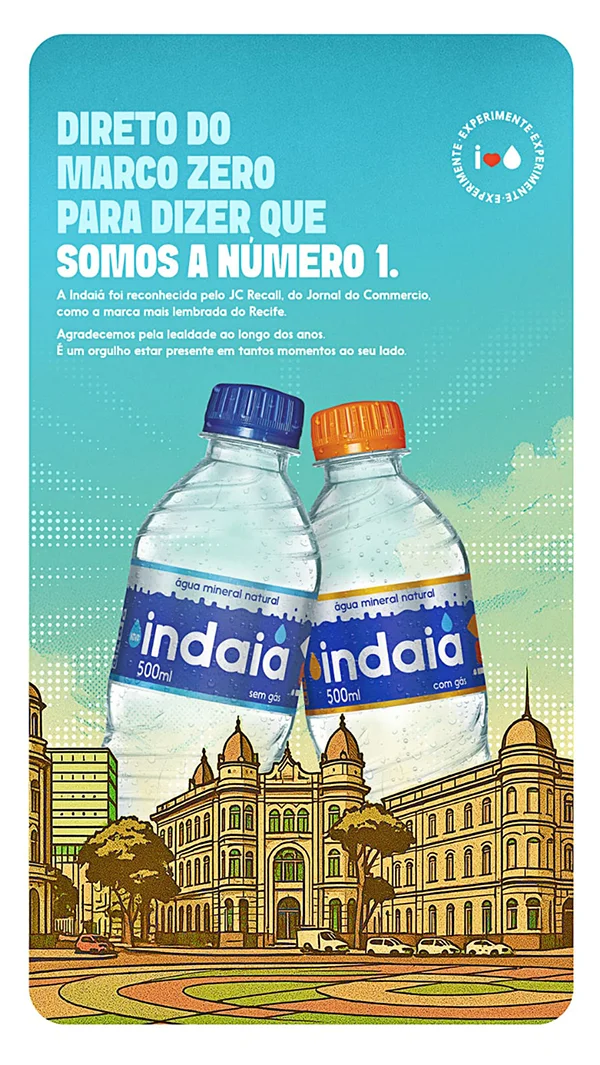 DIRETO DO
MARCO ZERO
PARA DIZER QUE
SOMOS A NÚMERO 1.
EXPERIMENTE·EXPERIMENTE·EXPERIMENTE·
i
A Indaiá foi reconhecida pelo JC Recall, do Jornal do Commercio,
como a marca mais lembrada do Recife.
Agradecemos pela lealdade ao longo dos anos.
É um orgulho estar presente em tantos momentos ao seu lado.
água mineral natural
indaiá
500ml
sem gás
água mineral natural
indaiá
500ml
com gás